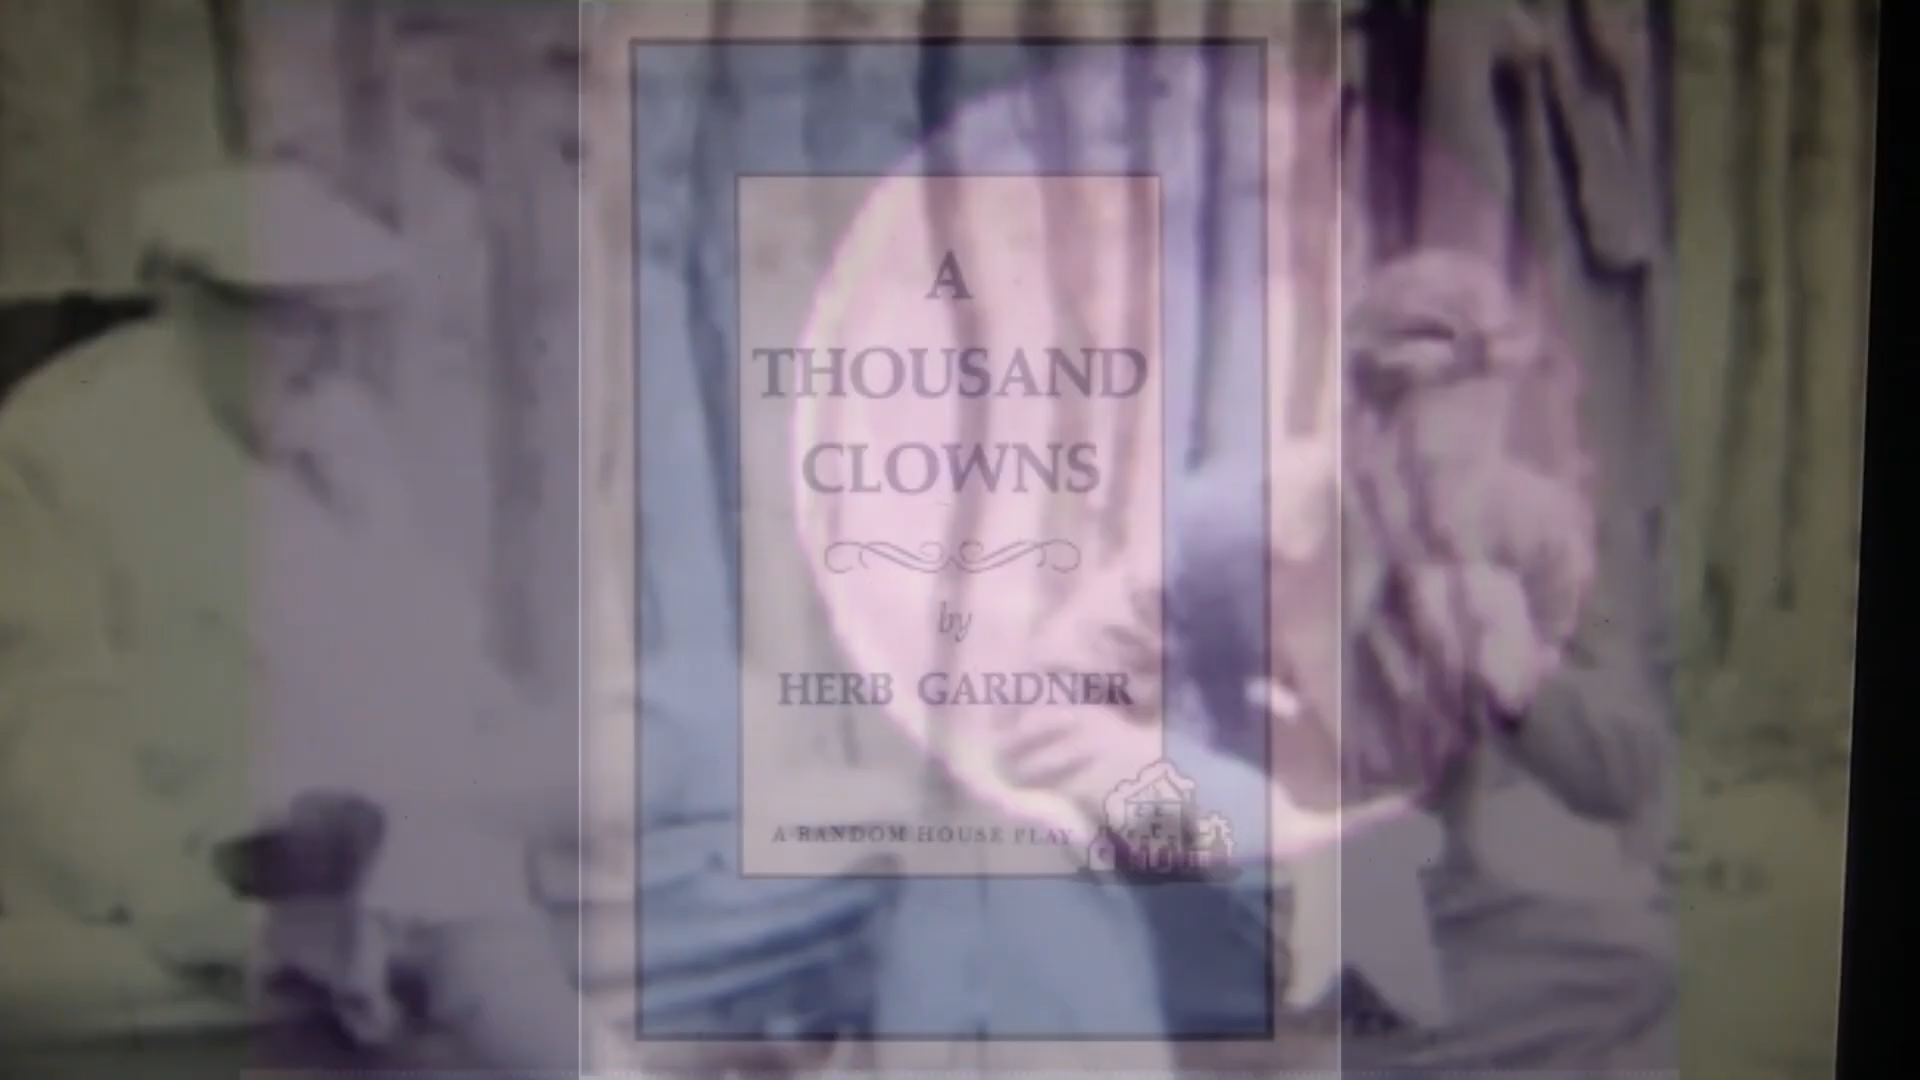 A
THOUSAND
CLOWNS
by
HERB GARDNER
A RANDOM HOUSE PLAY